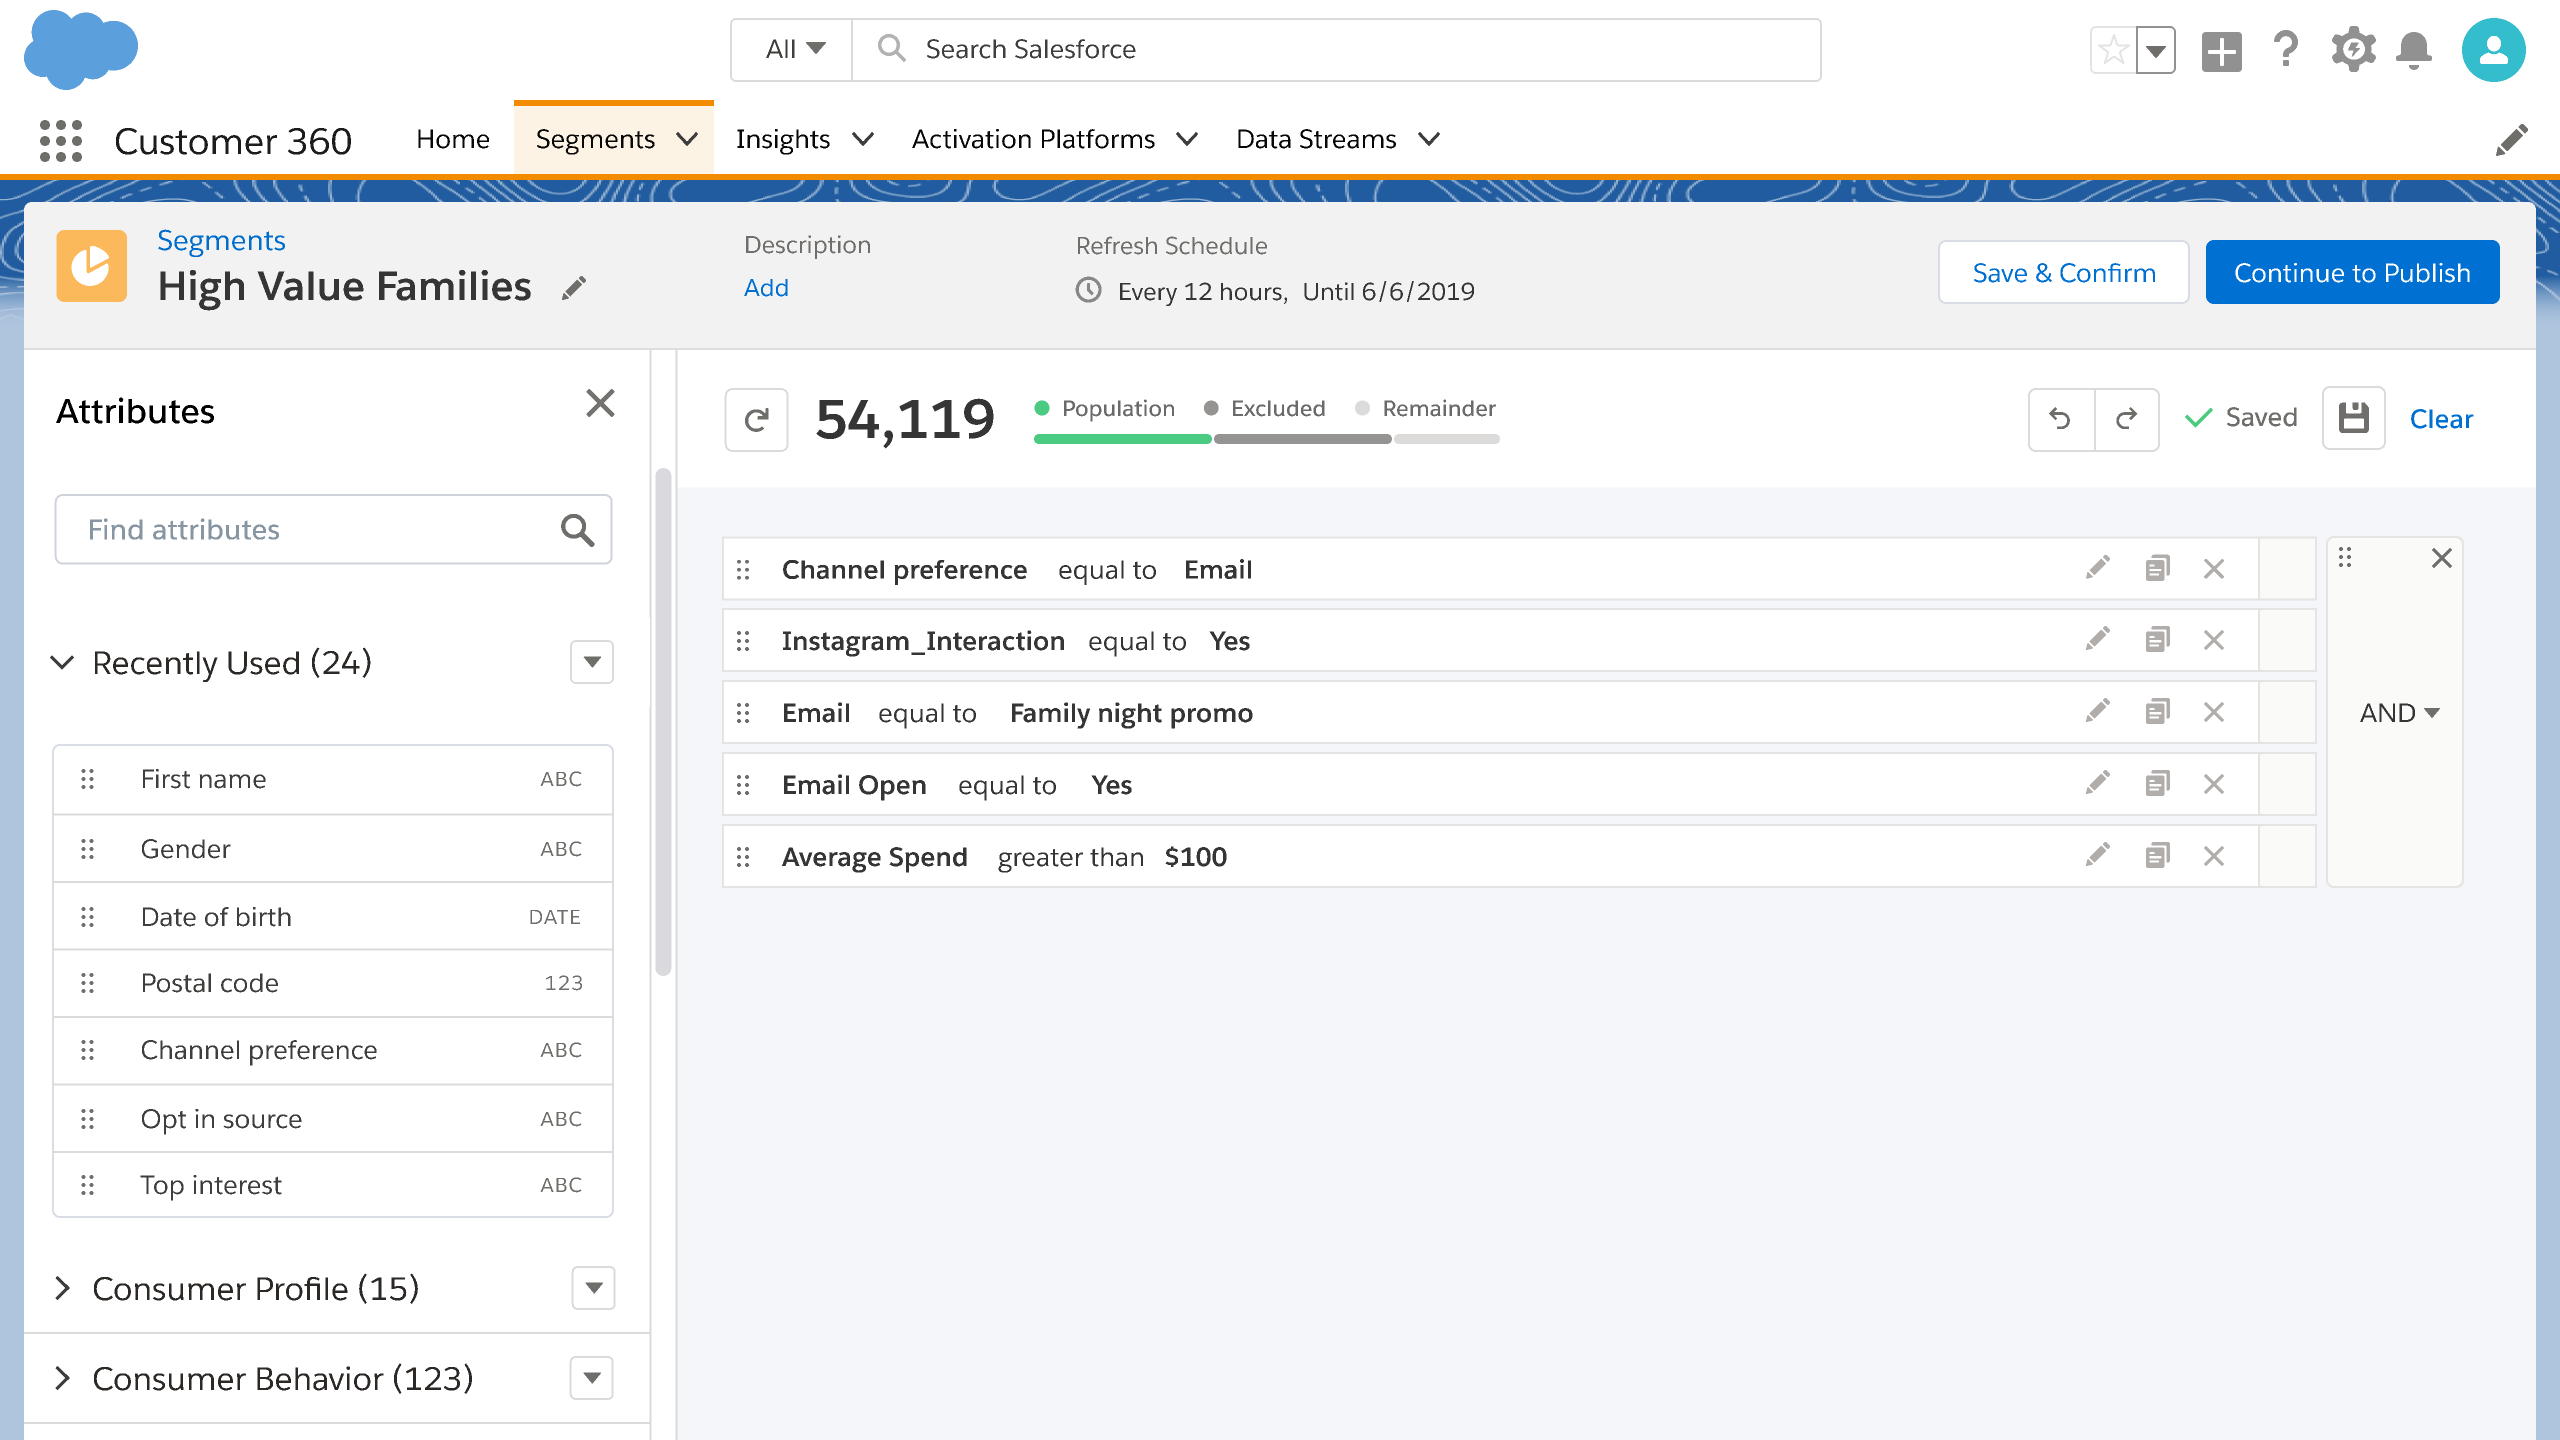 All Search Salesforce
Customer 360 Home Segments Insights Activation Platforms Data Streams
Segments
High Value Families
Description
Add
Refresh Schedule
Every 12 hours, Until 6/6/2019
Save & Confirm Continue to Publish
Attributes
Find attributes
Recently Used (24)
First name ABC
Gender ABC
Date of birth DATE
Postal code 123
Channel preference ABC
Opt in source ABC
Top interest ABC
Consumer Profile (15)
Consumer Behavior (123)
54,119 Population Excluded Remainder
Saved Clear
Channel preference equal to Email
Instagram_Interaction equal to Yes
Email equal to Family night promo
Email Open equal to Yes
Average Spend greater than $100
AND